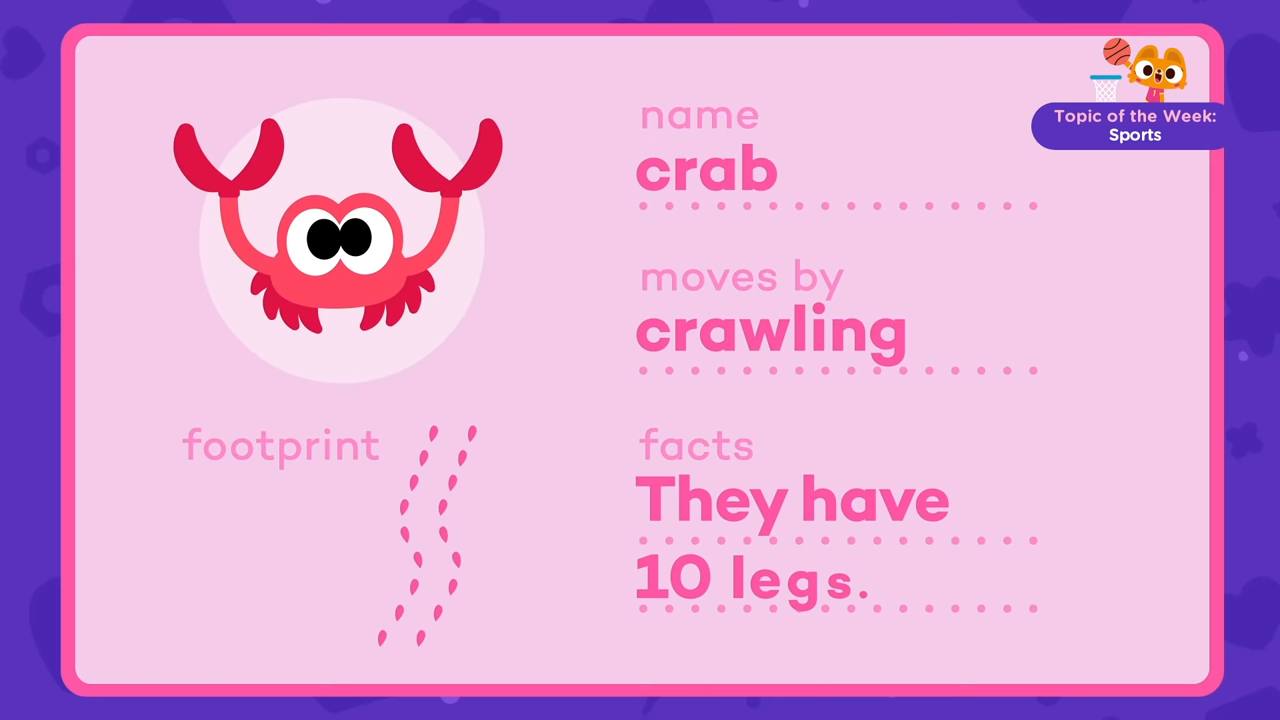 Topic of the Week:
Sports
name
crab
moves by
crawling
footprint
facts
They have
10 legs.